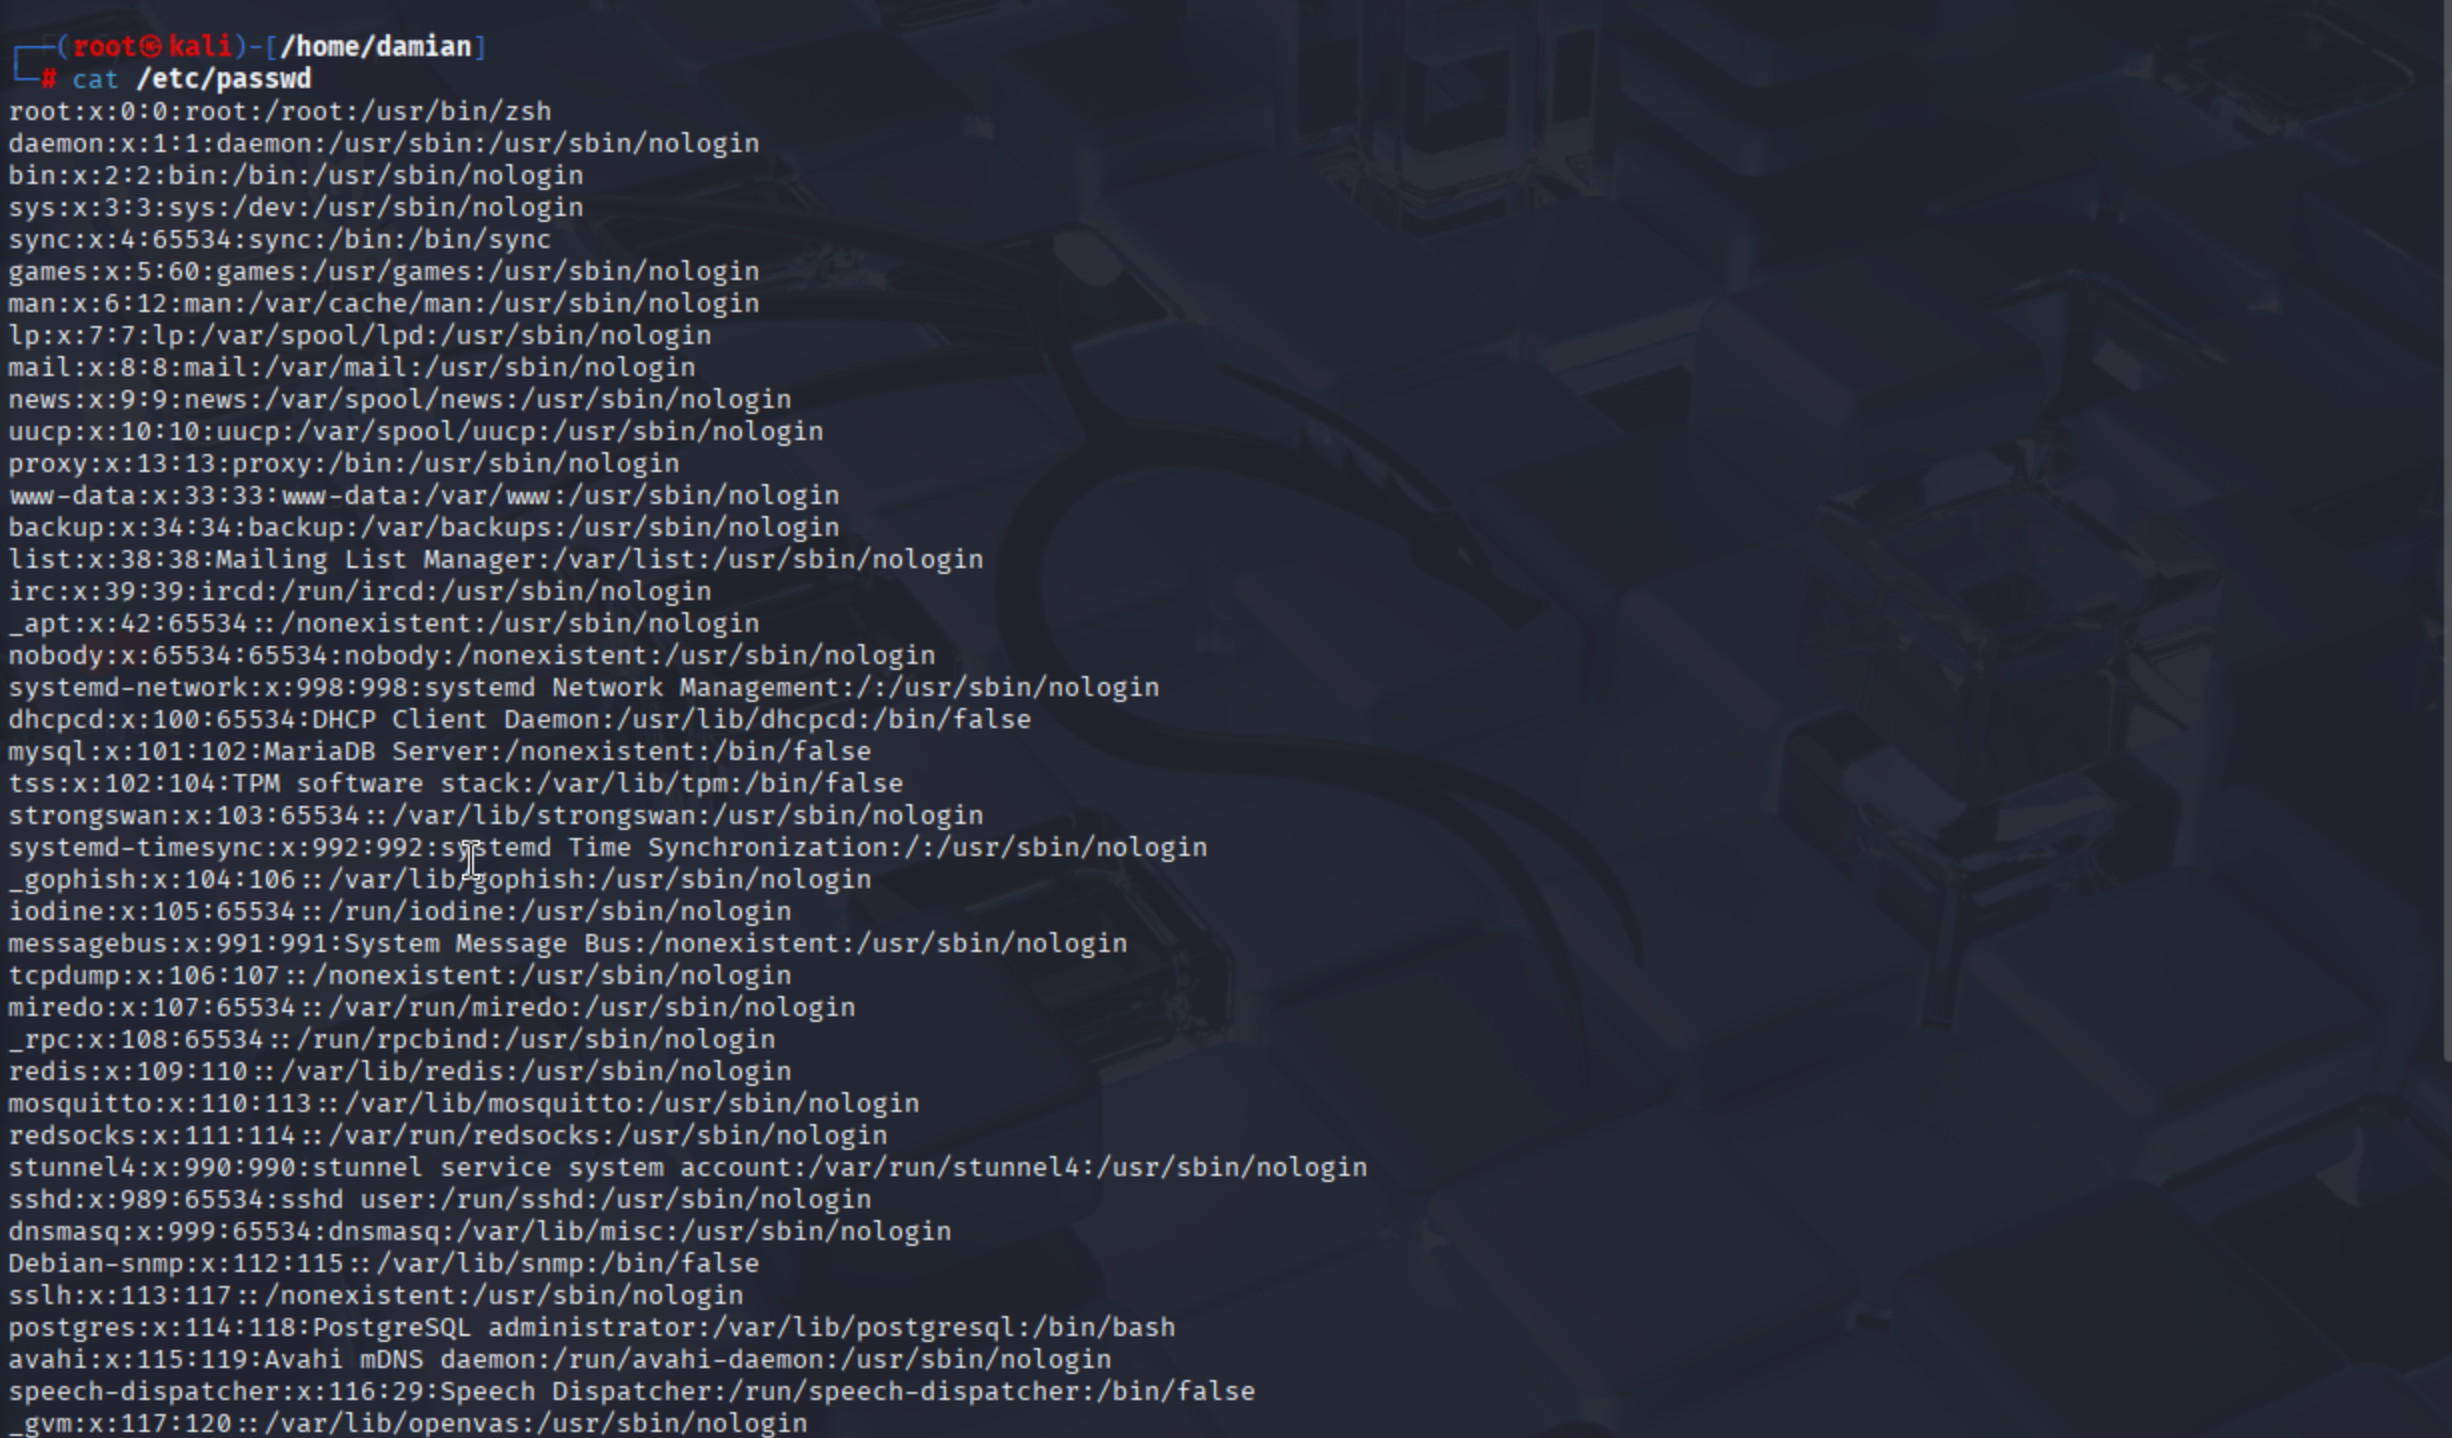 ┌──(root㉿kali)-[/home/damian]
└─# cat /etc/passwd
root:x:0:0:root:/root:/usr/bin/zsh
daemon:x:1:1:daemon:/usr/sbin:/usr/sbin/nologin
bin:x:2:2:bin:/bin:/usr/sbin/nologin
sys:x:3:3:sys:/dev:/usr/sbin/nologin
sync:x:4:65534:sync:/bin:/bin/sync
games:x:5:60:games:/usr/games:/usr/sbin/nologin
man:x:6:12:man:/var/cache/man:/usr/sbin/nologin
lp:x:7:7:lp:/var/spool/lpd:/usr/sbin/nologin
mail:x:8:8:mail:/var/mail:/usr/sbin/nologin
news:x:9:9:news:/var/spool/news:/usr/sbin/nologin
uucp:x:10:10:uucp:/var/spool/uucp:/usr/sbin/nologin
proxy:x:13:13:proxy:/bin:/usr/sbin/nologin
www-data:x:33:33:www-data:/var/www:/usr/sbin/nologin
backup:x:34:34:backup:/var/backups:/usr/sbin/nologin
list:x:38:38:Mailing List Manager:/var/list:/usr/sbin/nologin
irc:x:39:39:ircd:/run/ircd:/usr/sbin/nologin
_apt:x:42:65534::/nonexistent:/usr/sbin/nologin
nobody:x:65534:65534:nobody:/nonexistent:/usr/sbin/nologin
systemd-network:x:998:998:systemd Network Management:/:/usr/sbin/nologin
dhcpcd:x:100:65534:DHCP Client Daemon:/usr/lib/dhcpcd:/bin/false
mysql:x:101:102:MariaDB Server:/nonexistent:/bin/false
tss:x:102:104:TPM software stack:/var/lib/tpm:/bin/false
strongswan:x:103:65534::/var/lib/strongswan:/usr/sbin/nologin
systemd-timesync:x:992:992:systemd Time Synchronization:/:/usr/sbin/nologin
_gophish:x:104:106::/var/lib/gophish:/usr/sbin/nologin
iodine:x:105:65534::/run/iodine:/usr/sbin/nologin
messagebus:x:991:991:System Message Bus:/nonexistent:/usr/sbin/nologin
tcpdump:x:106:107::/nonexistent:/usr/sbin/nologin
miredo:x:107:65534::/var/run/miredo:/usr/sbin/nologin
_rpc:x:108:65534::/run/rpcbind:/usr/sbin/nologin
redis:x:109:110::/var/lib/redis:/usr/sbin/nologin
mosquitto:x:110:113::/var/lib/mosquitto:/usr/sbin/nologin
redsocks:x:111:114::/var/run/redsocks:/usr/sbin/nologin
stunnel4:x:990:990:stunnel service system account:/var/run/stunnel4:/usr/sbin/nologin
sshd:x:989:65534:sshd user:/run/sshd:/usr/sbin/nologin
dnsmasq:x:999:65534:dnsmasq:/var/lib/misc:/usr/sbin/nologin
Debian-snmp:x:112:115::/var/lib/snmp:/bin/false
sslh:x:113:117::/nonexistent:/usr/sbin/nologin
postgres:x:114:118:PostgreSQL administrator:/var/lib/postgresql:/bin/bash
avahi:x:115:119:Avahi mDNS daemon:/run/avahi-daemon:/usr/sbin/nologin
speech-dispatcher:x:116:29:Speech Dispatcher:/run/speech-dispatcher:/bin/false
_gvm:x:117:120::/var/lib/openvas:/usr/sbin/nologin